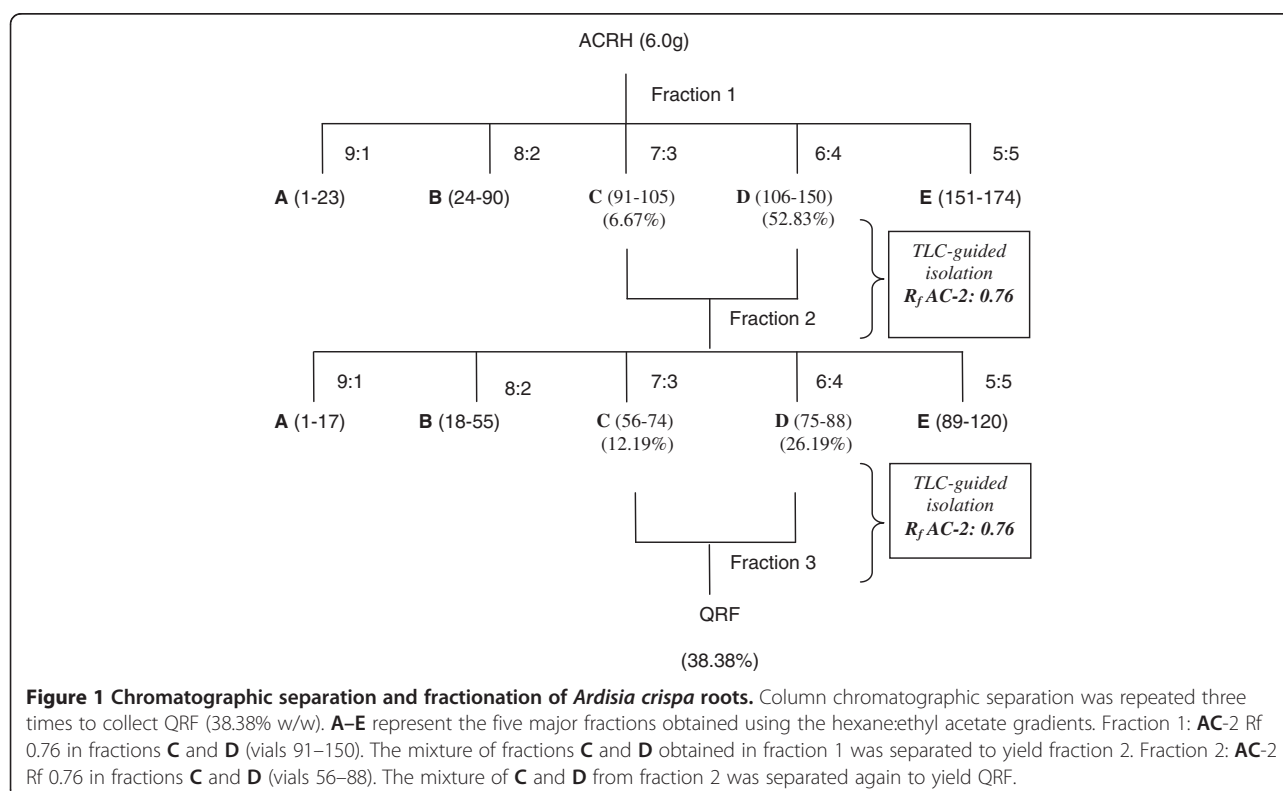 ACRH (6.0g)
Fraction 1
9:1 8:2 7:3 6:4 5:5
A (1-23) B (24-90) C (91-105) D (106-150) E (151-174)
(6.67%) (52.83%)
TLC-guided
isolation
Rf AC-2: 0.76
Fraction 2
9:1 8:2 7:3 6:4 5:5
A (1-17) B (18-55) C (56-74) D (75-88) E (89-120)
(12.19%) (26.19%)
TLC-guided
isolation
Rf AC-2: 0.76
Fraction 3
QRF
(38.38%)
Figure 1 Chromatographic separation and fractionation of Ardisia crispa roots. Column chromatographic separation was repeated three
times to collect QRF (38.38% w/w). A–E represent the five major fractions obtained using the hexane:ethyl acetate gradients. Fraction 1: AC-2 Rf
0.76 in fractions C and D (vials 91–150). The mixture of fractions C and D obtained in fraction 1 was separated to yield fraction 2. Fraction 2: AC-2
Rf 0.76 in fractions C and D (vials 56–88). The mixture of C and D from fraction 2 was separated again to yield QRF.